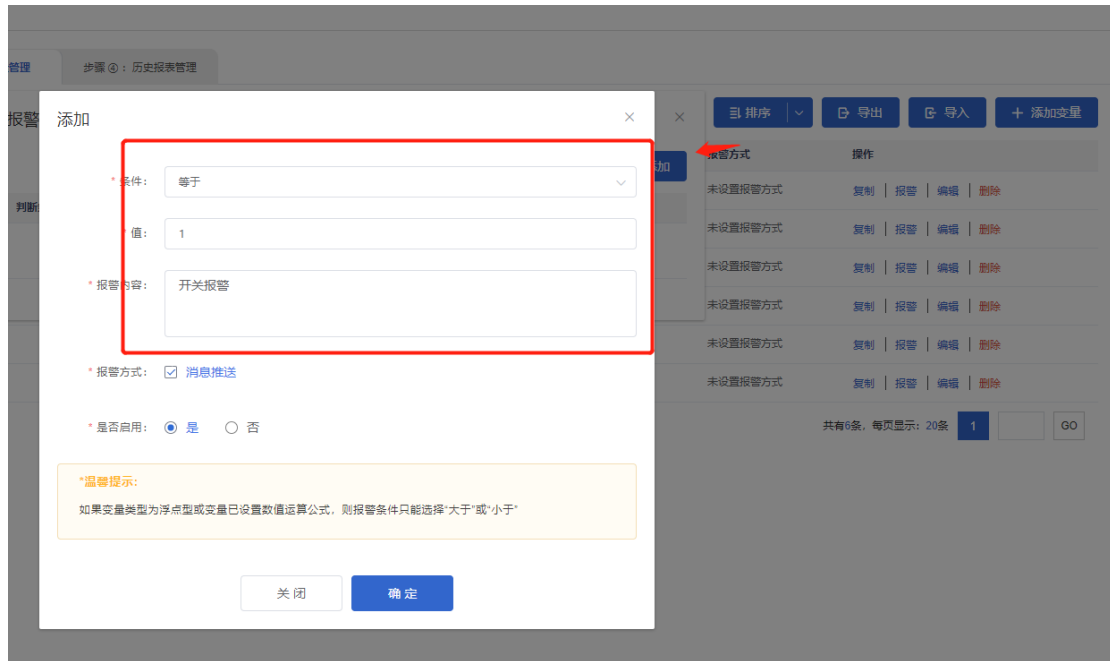 管理
步骤④：历史报表管理
报警
添加
排序
导出
导入
添加变量
添加
报警方式
操作
判断
* 条件：
等于
未设置报警方式
复制 | 报警 | 编辑 | 删除
* 值：
1
未设置报警方式
复制 | 报警 | 编辑 | 删除
未设置报警方式
复制 | 报警 | 编辑 | 删除
* 报警内容：
开关报警
未设置报警方式
复制 | 报警 | 编辑 | 删除
未设置报警方式
复制 | 报警 | 编辑 | 删除
* 报警方式：
消息推送
未设置报警方式
复制 | 报警 | 编辑 | 删除
* 是否启用：
是
否
共有6条，每页显示：20条
1
GO
*温馨提示：
如果变量类型为浮点型或变量已设置数值运算公式，则报警条件只能选择“大于”或“小于”
关闭
确定